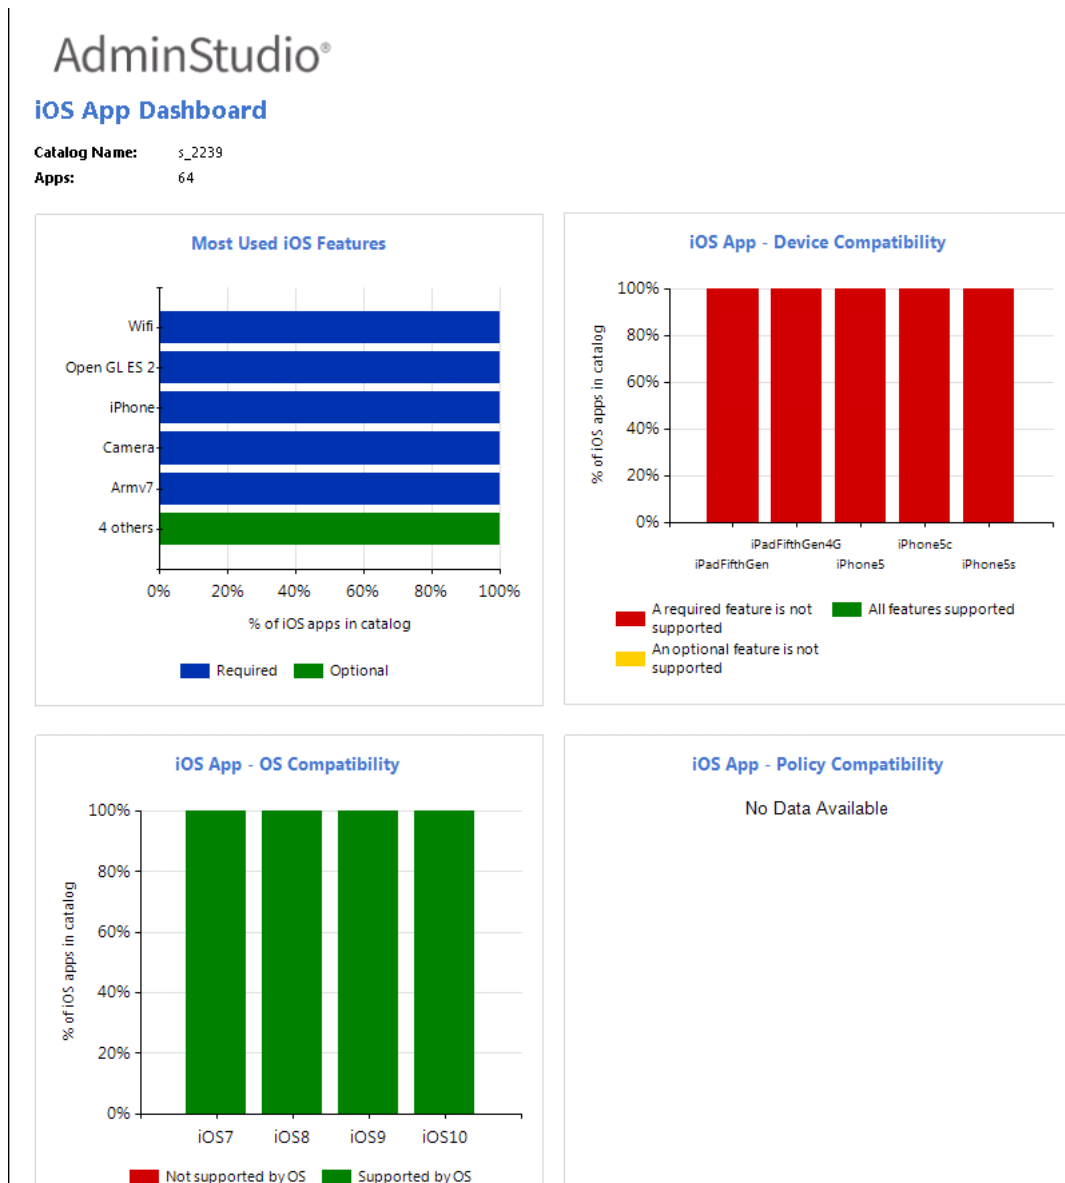 AdminStudio®
iOS App Dashboard
Catalog Name: s_2239
Apps: 64
Most Used iOS Features
Wifi
Open GL ES 2
iPhone
Camera
Armv7
4 others
0% 20% 40% 60% 80% 100%
% of iOS apps in catalog
Required Optional
iOS App - Device Compatibility
100%
80%
60%
40%
20%
0%
% of iOS apps in catalog
iPadFifthGen4G iPhone5c
iPadFifthGen iPhone5 iPhone5s
A required feature is not All features supported
supported
An optional feature is not
supported
iOS App - OS Compatibility
100%
80%
60%
40%
20%
0%
% of iOS apps in catalog
iOS7 iOS8 iOS9 iOS10
Not supported by OS Supported by OS
iOS App - Policy Compatibility
No Data Available